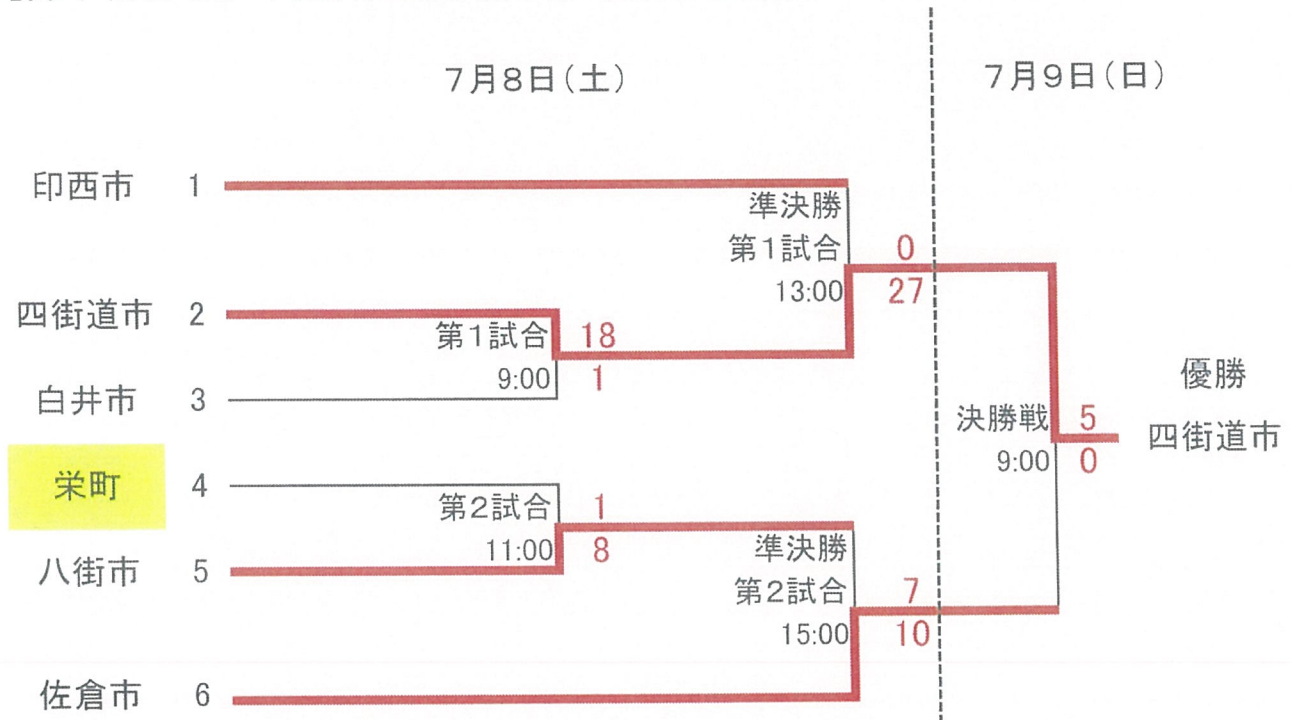 7月8日(土)
7月9日(日)
印西市 1
準決勝
第1試合
13:00
0
27
四街道市 2
第1試合
9:00
18
1
白井市 3
優勝
四街道市
決勝戦
9:00
5
0
栄町 4
第2試合
11:00
1
8
八街市 5
準決勝
第2試合
15:00
7
10
佐倉市 6